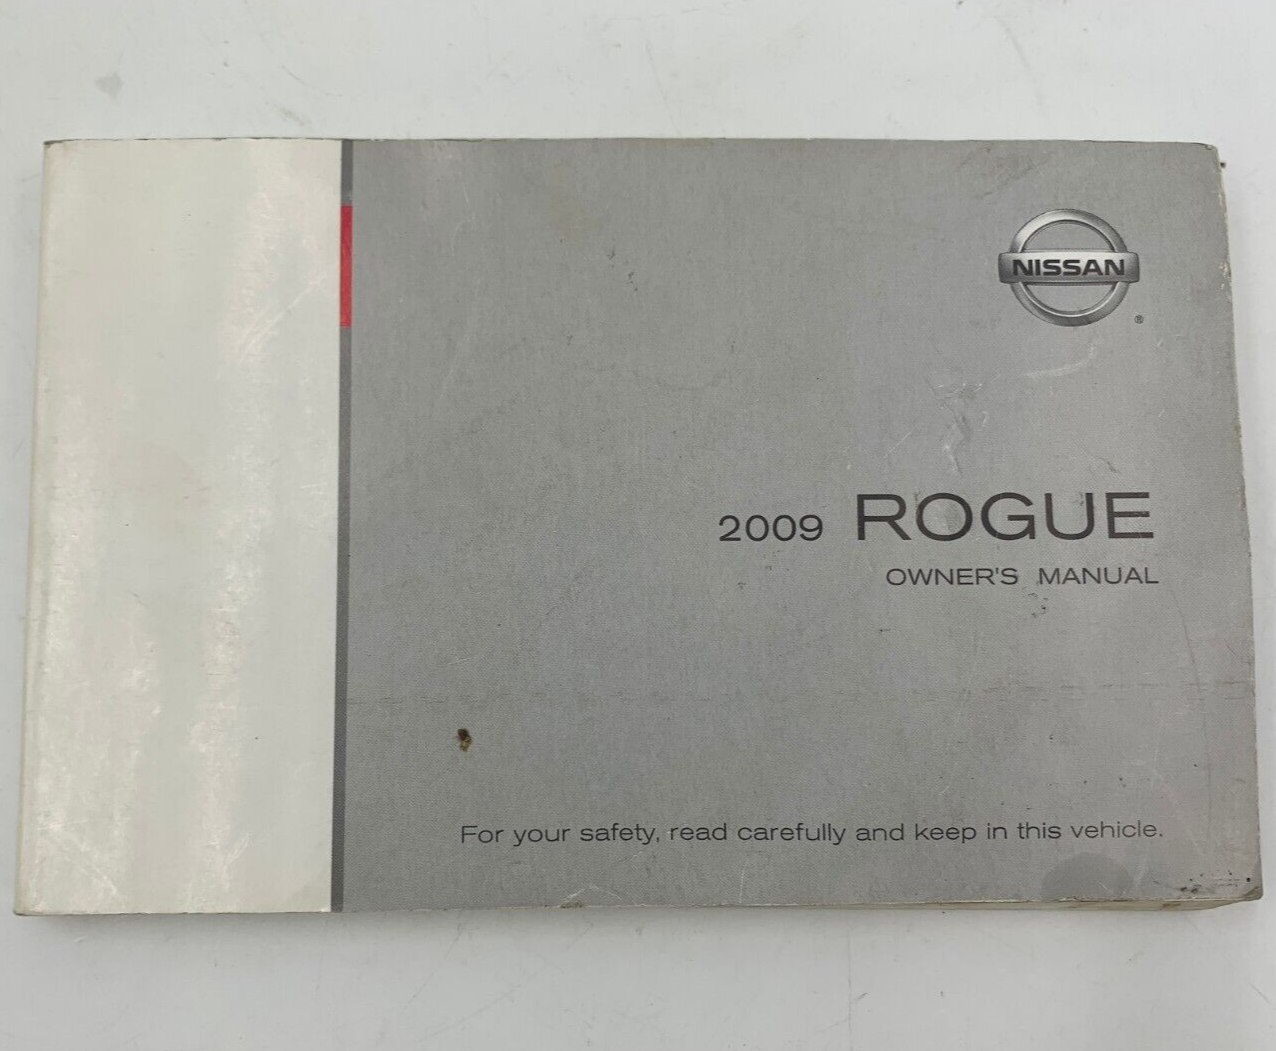 NISSAN
®
2009 ROGUE
OWNER'S MANUAL
For your safety, read carefully and keep in this vehicle.